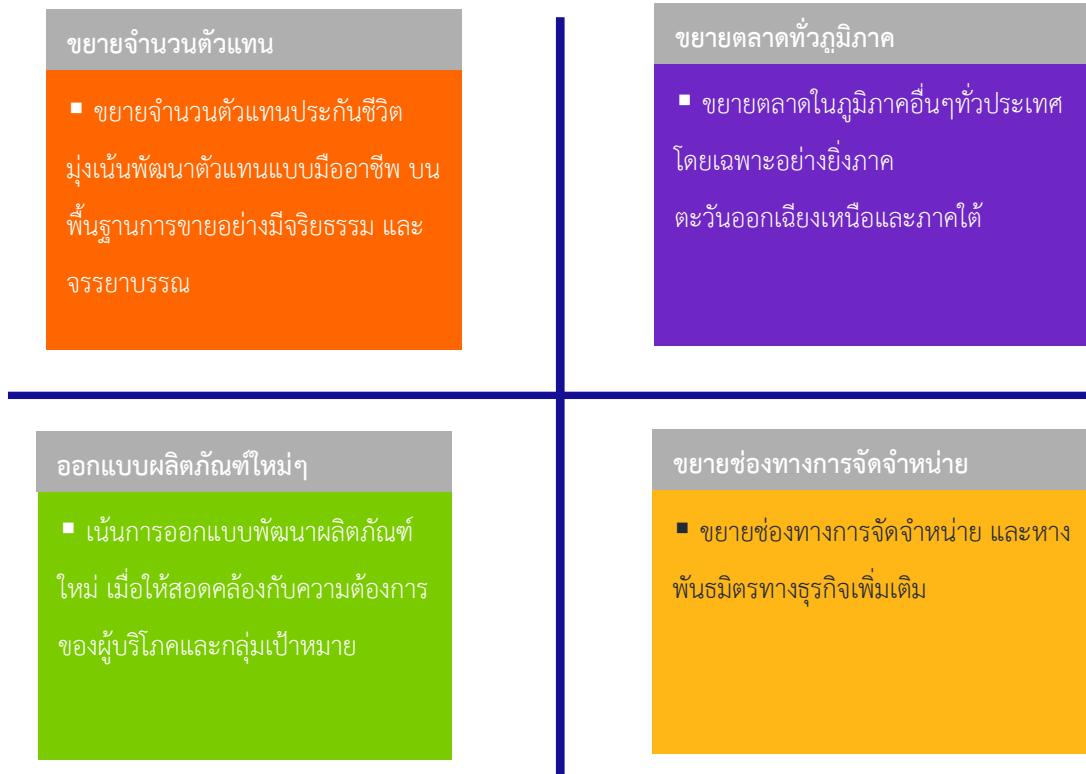 ขยายจำนวนตัวแทน
▪ ขยายจำนวนตัวแทนประกันชีวิต
มุ่งเน้นพัฒนาตัวแทนแบบมืออาชีพ บน
พื้นฐานการขายอย่างมีจริยธรรม และ
จรรยาบรรณ
ขยายตลาดทั่วภูมิภาค
▪ ขยายตลาดในภูมิภาคอื่นๆทั่วประเทศ
โดยเฉพาะอย่างยิ่งภาค
ตะวันออกเฉียงเหนือและภาคใต้
ออกแบบผลิตภัณฑ์ใหม่ๆ
▪ เน้นการออกแบบพัฒนาผลิตภัณฑ์
ใหม่ เมื่อให้สอดคล้องกับความต้องการ
ของผู้บริโภคและกลุ่มเป้าหมาย
ขยายช่องทางการจัดจำหน่าย
▪ ขยายช่องทางการจัดจำหน่าย และหาง
พันธมิตรทางธุรกิจเพิ่มเติม